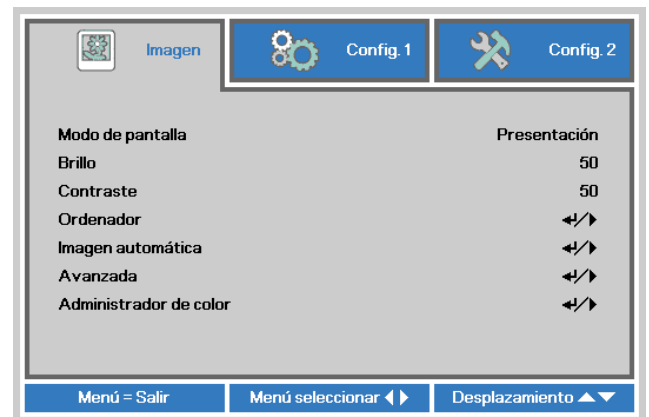 Imagen Config. 1 Config. 2
Modo de pantalla Presentación
Brillo 50
Contraste 50
Ordenador ↵/▶
Imagen automática ↵/▶
Avanzada ↵/▶
Administrador de color ↵/▶
Menú = Salir Menú seleccionar ◀▶ Desplazamiento ▲▼